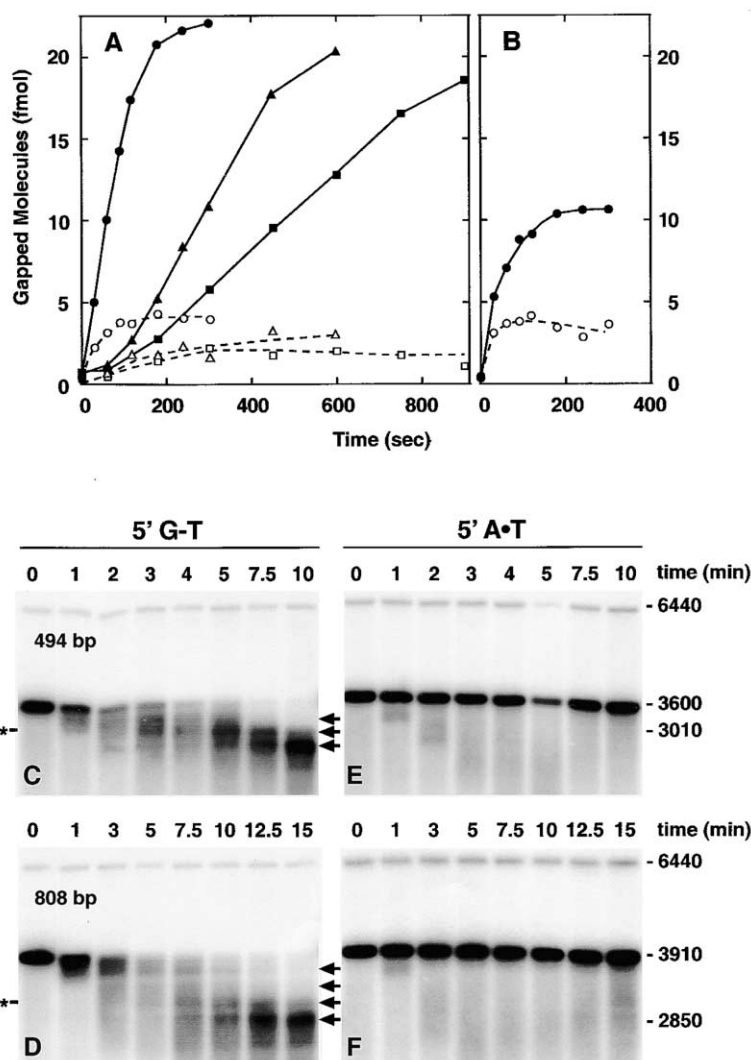 A
B
20
15
10
5
0
Gapped Molecules (fmol)
20
15
10
5
0
0 200 400 600 800
0 200 400
Time (sec)
5' G-T
5' A•T
0 1 2 3 4 5 7.5 10
0 1 2 3 4 5 7.5 10 time (min)
494 bp
- 6440
- 3600
*-
- 3010
C
E
0 1 3 5 7.5 10 12.5 15
0 1 3 5 7.5 10 12.5 15 time (min)
808 bp
- 6440
- 3910
*-
- 2850
D
F